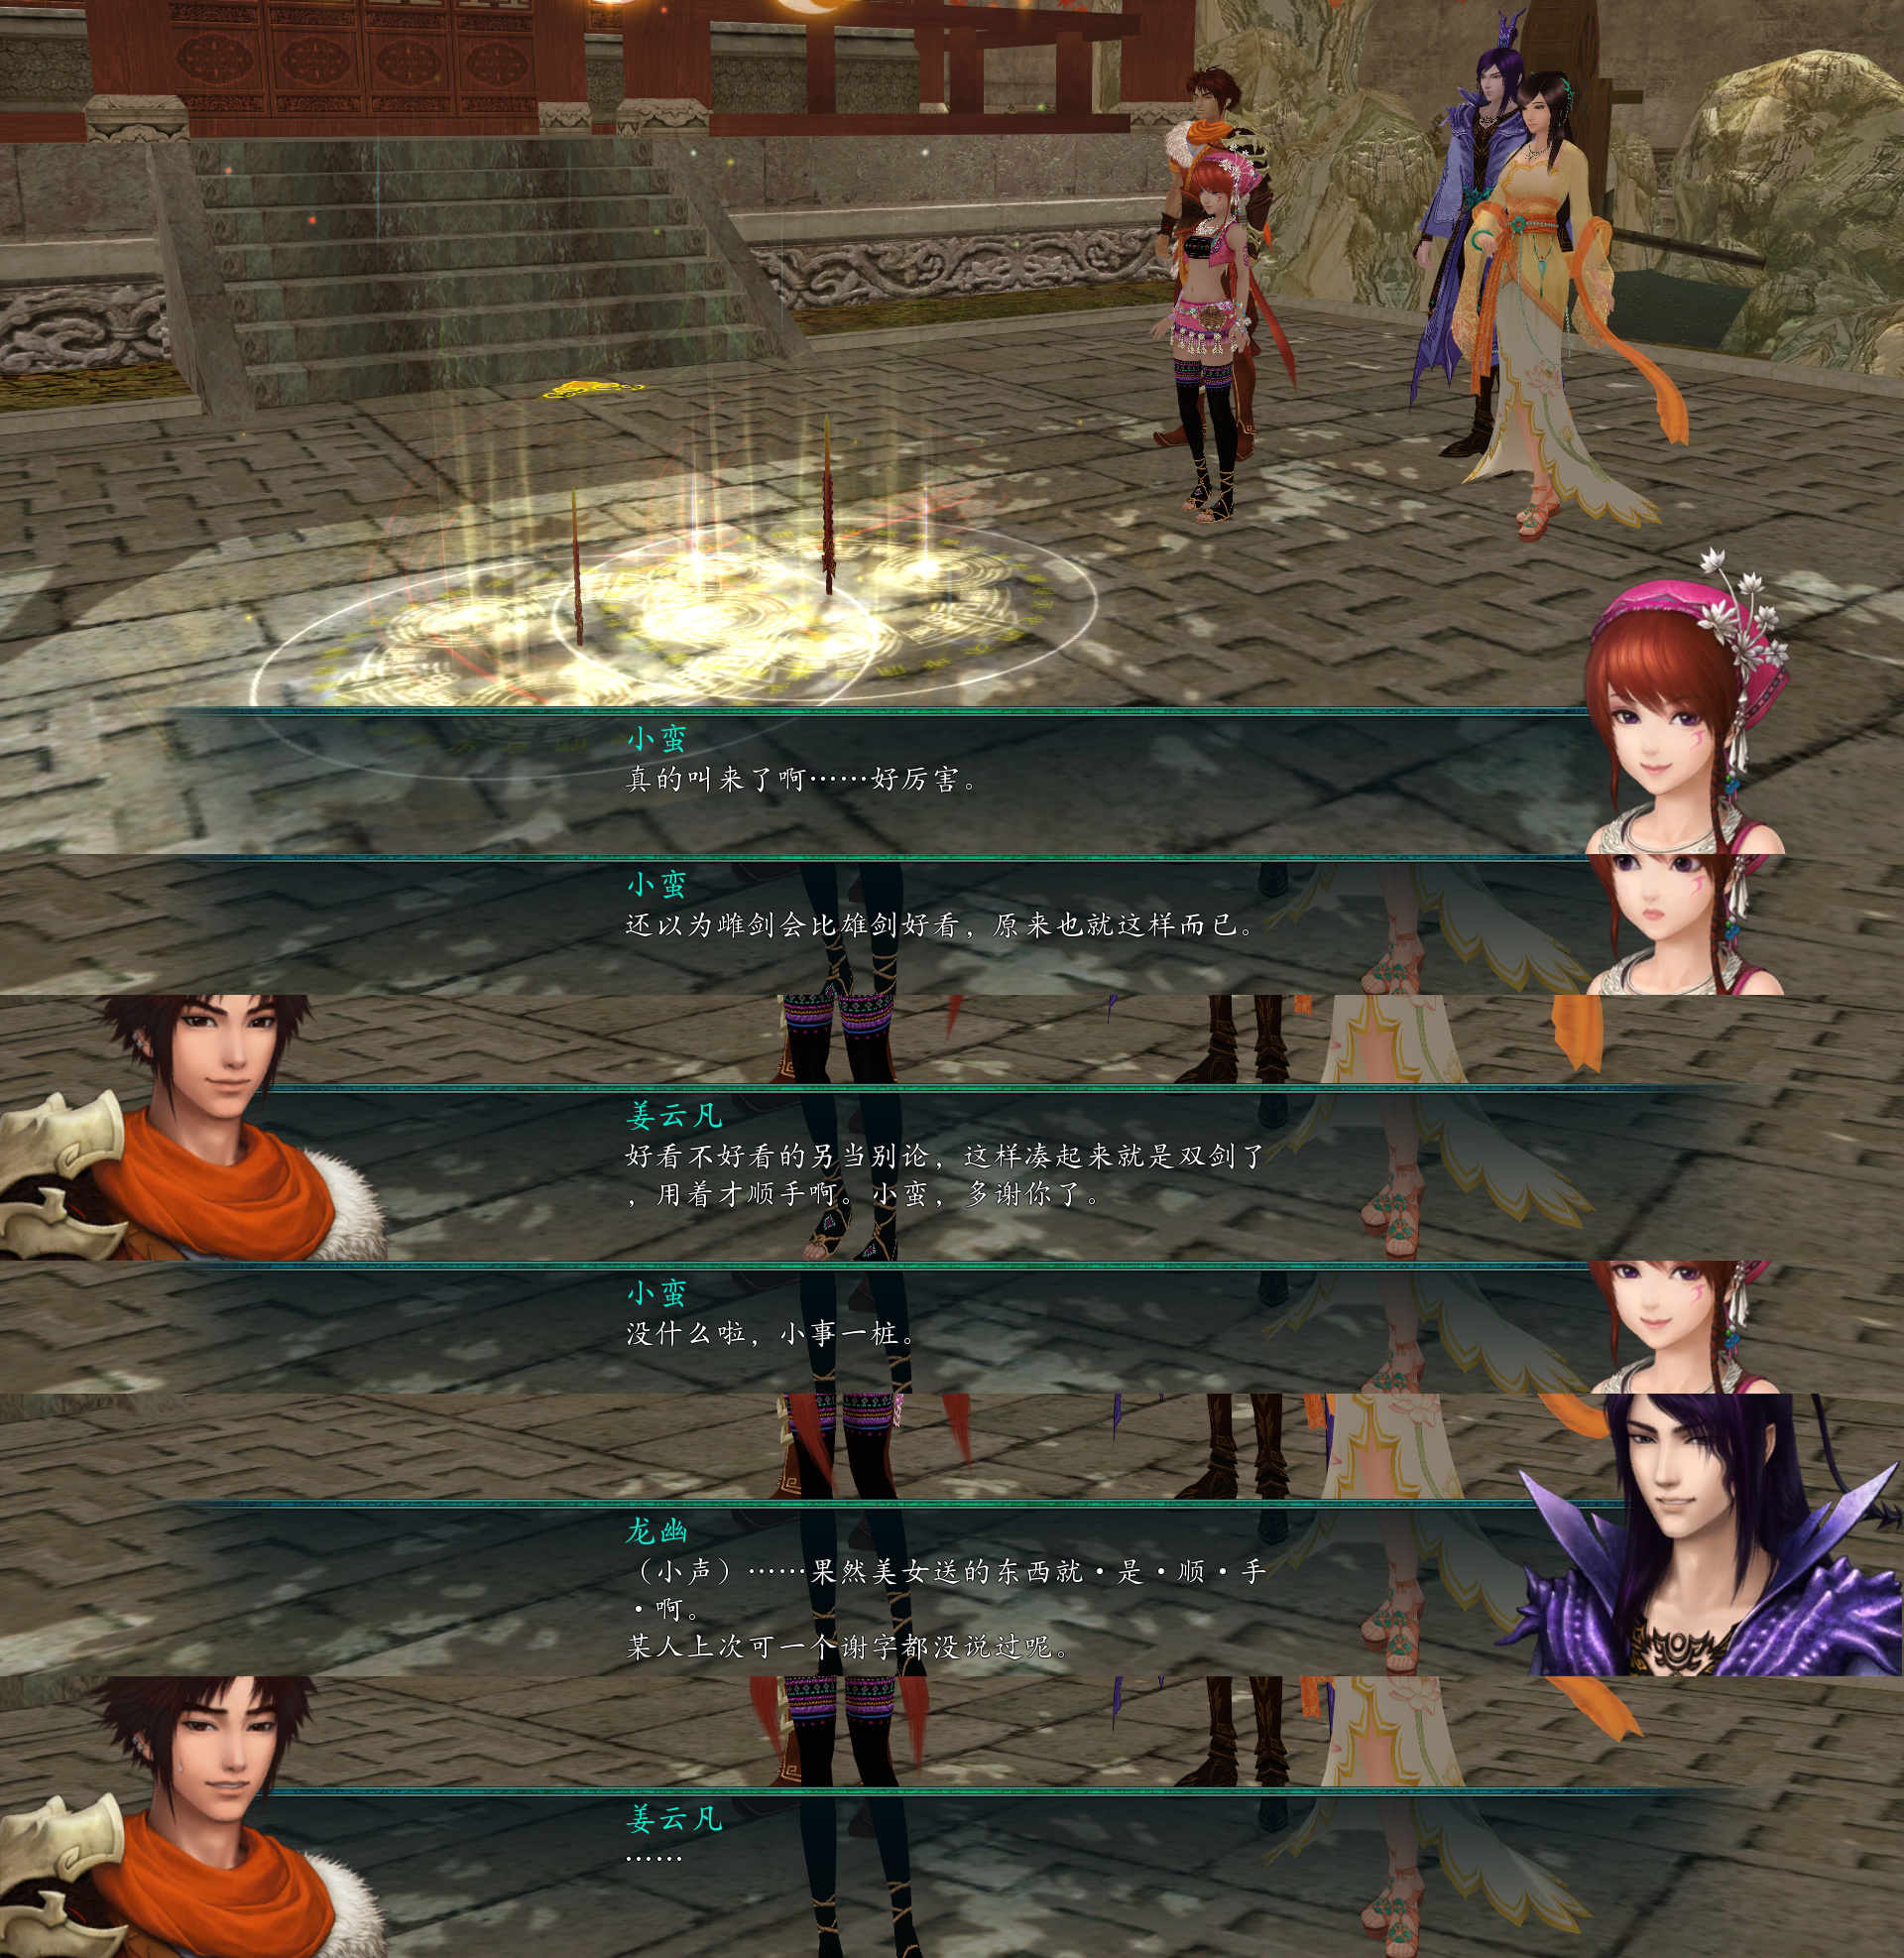 小蛮
真的叫来了啊……好厉害。
小蛮
还以为雌剑会比雄剑好看，原来也就这样而已。
姜云凡
好看不好看的另当别论，这样凑起来就是双剑了
，用着才顺手啊。小蛮，多谢你了。
小蛮
没什么啦，小事一桩。
龙幽
（小声）……果然美女送的东西就·是·顺·手
·啊。
某人上次可一个谢字都没说过呢。
姜云凡
……